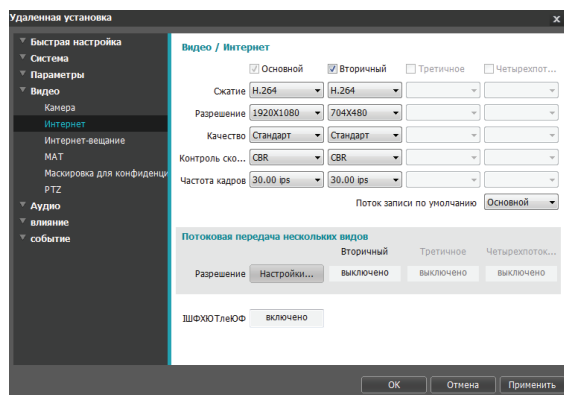 Удаленная установка
Быстрая настройка
Система
Параметры
Видео
Камера
Интернет
Интернет-вещание
МАТ
Маскировка для конфиденци
PTZ
Аудио
влияние
событие
Видео / Интернет
Основной Вторичный Третичное Четырехпот...
Сжатие H.264 H.264
Разрешение 1920X1080 704X480
Качество Стандарт Стандарт
Контроль ско... CBR CBR
Частота кадров 30.00 ips 30.00 ips
Поток записи по умолчанию Основной
Потоковая передача нескольких видов
Вторичный Третичное Четырехпоток...
Разрешение Настройки... выключено выключено выключено
ІШФХЮТлеЮФ включено
OK Отмена Применить